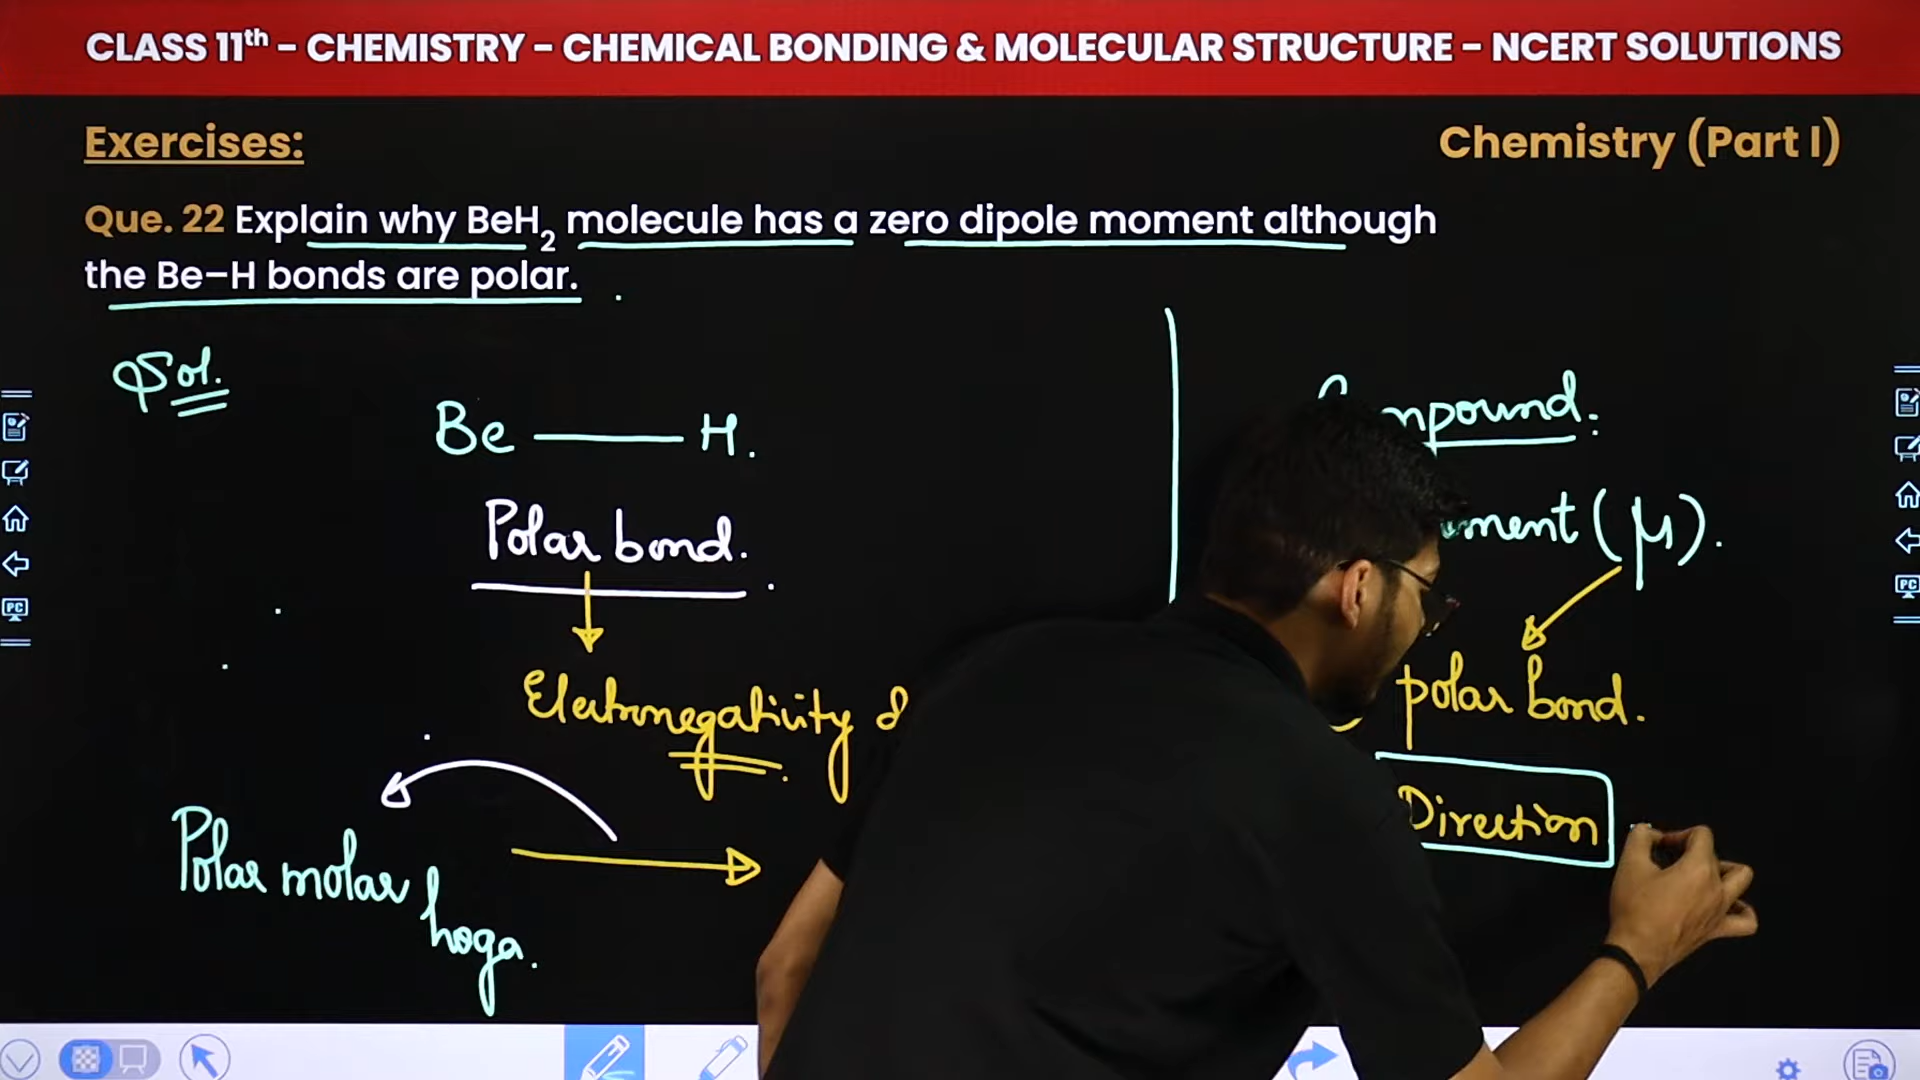 CLASS 11th – CHEMISTRY – CHEMICAL BONDING & MOLECULAR STRUCTURE – NCERT SOLUTIONS
Exercises:
Chemistry (Part I)
Que. 22 Explain why BeH2 molecule has a zero dipole moment although
the Be–H bonds are polar.
Sol.
Be — H.
Polar bond.
Electronegativity
Polar molar
hoga.
(μ).
polar bond.
Direction
PC
PC